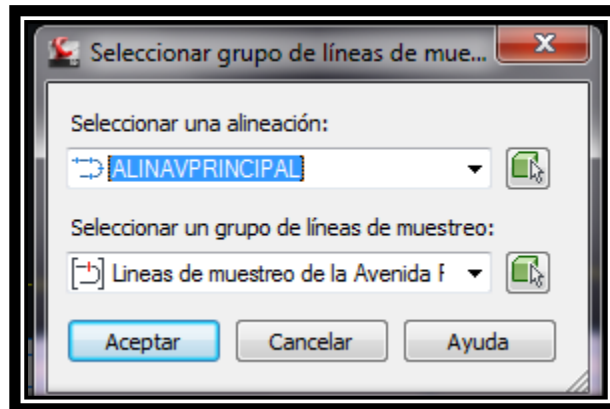 Seleccionar grupo de líneas de mue...
Seleccionar una alineación:
ALINAVPRINCIPAL
Seleccionar un grupo de líneas de muestreo:
Lineas de muestreo de la Avenida
Aceptar Cancelar Ayuda